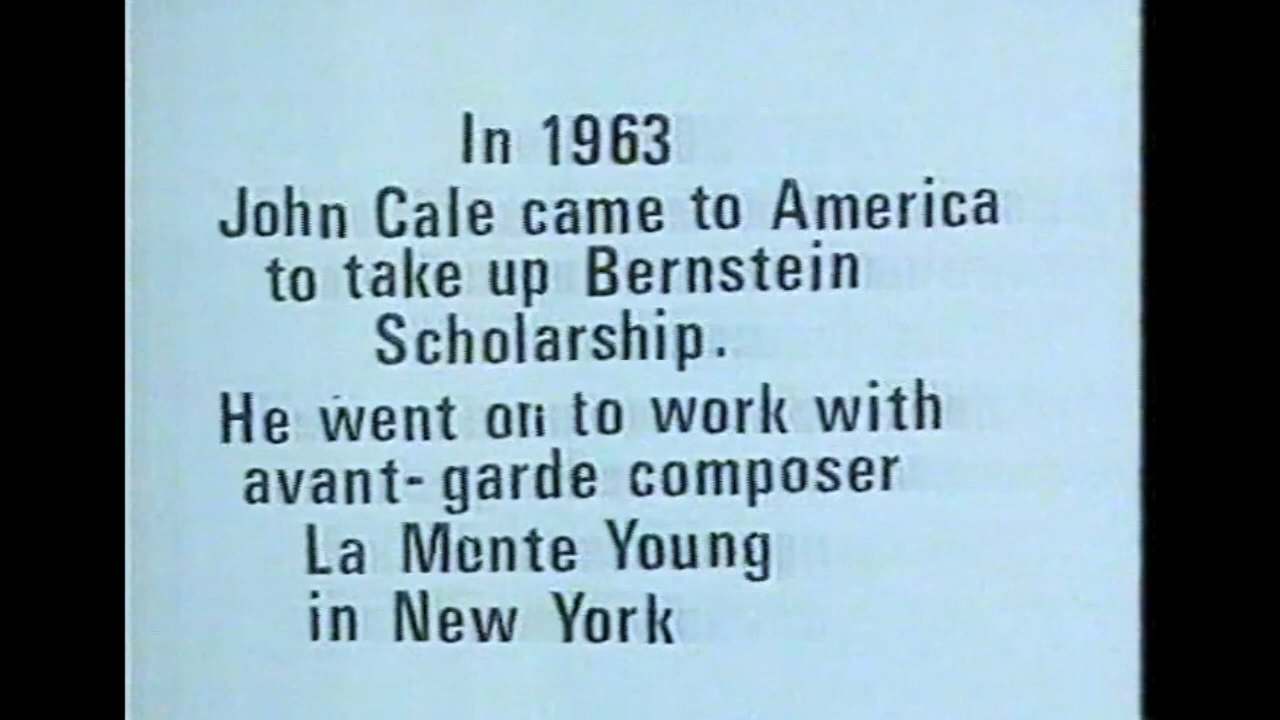 In 1963
John Cale came to America
to take up Bernstein
Scholarship.
He went on to work with
avant-garde composer
La Monte Young
in New York